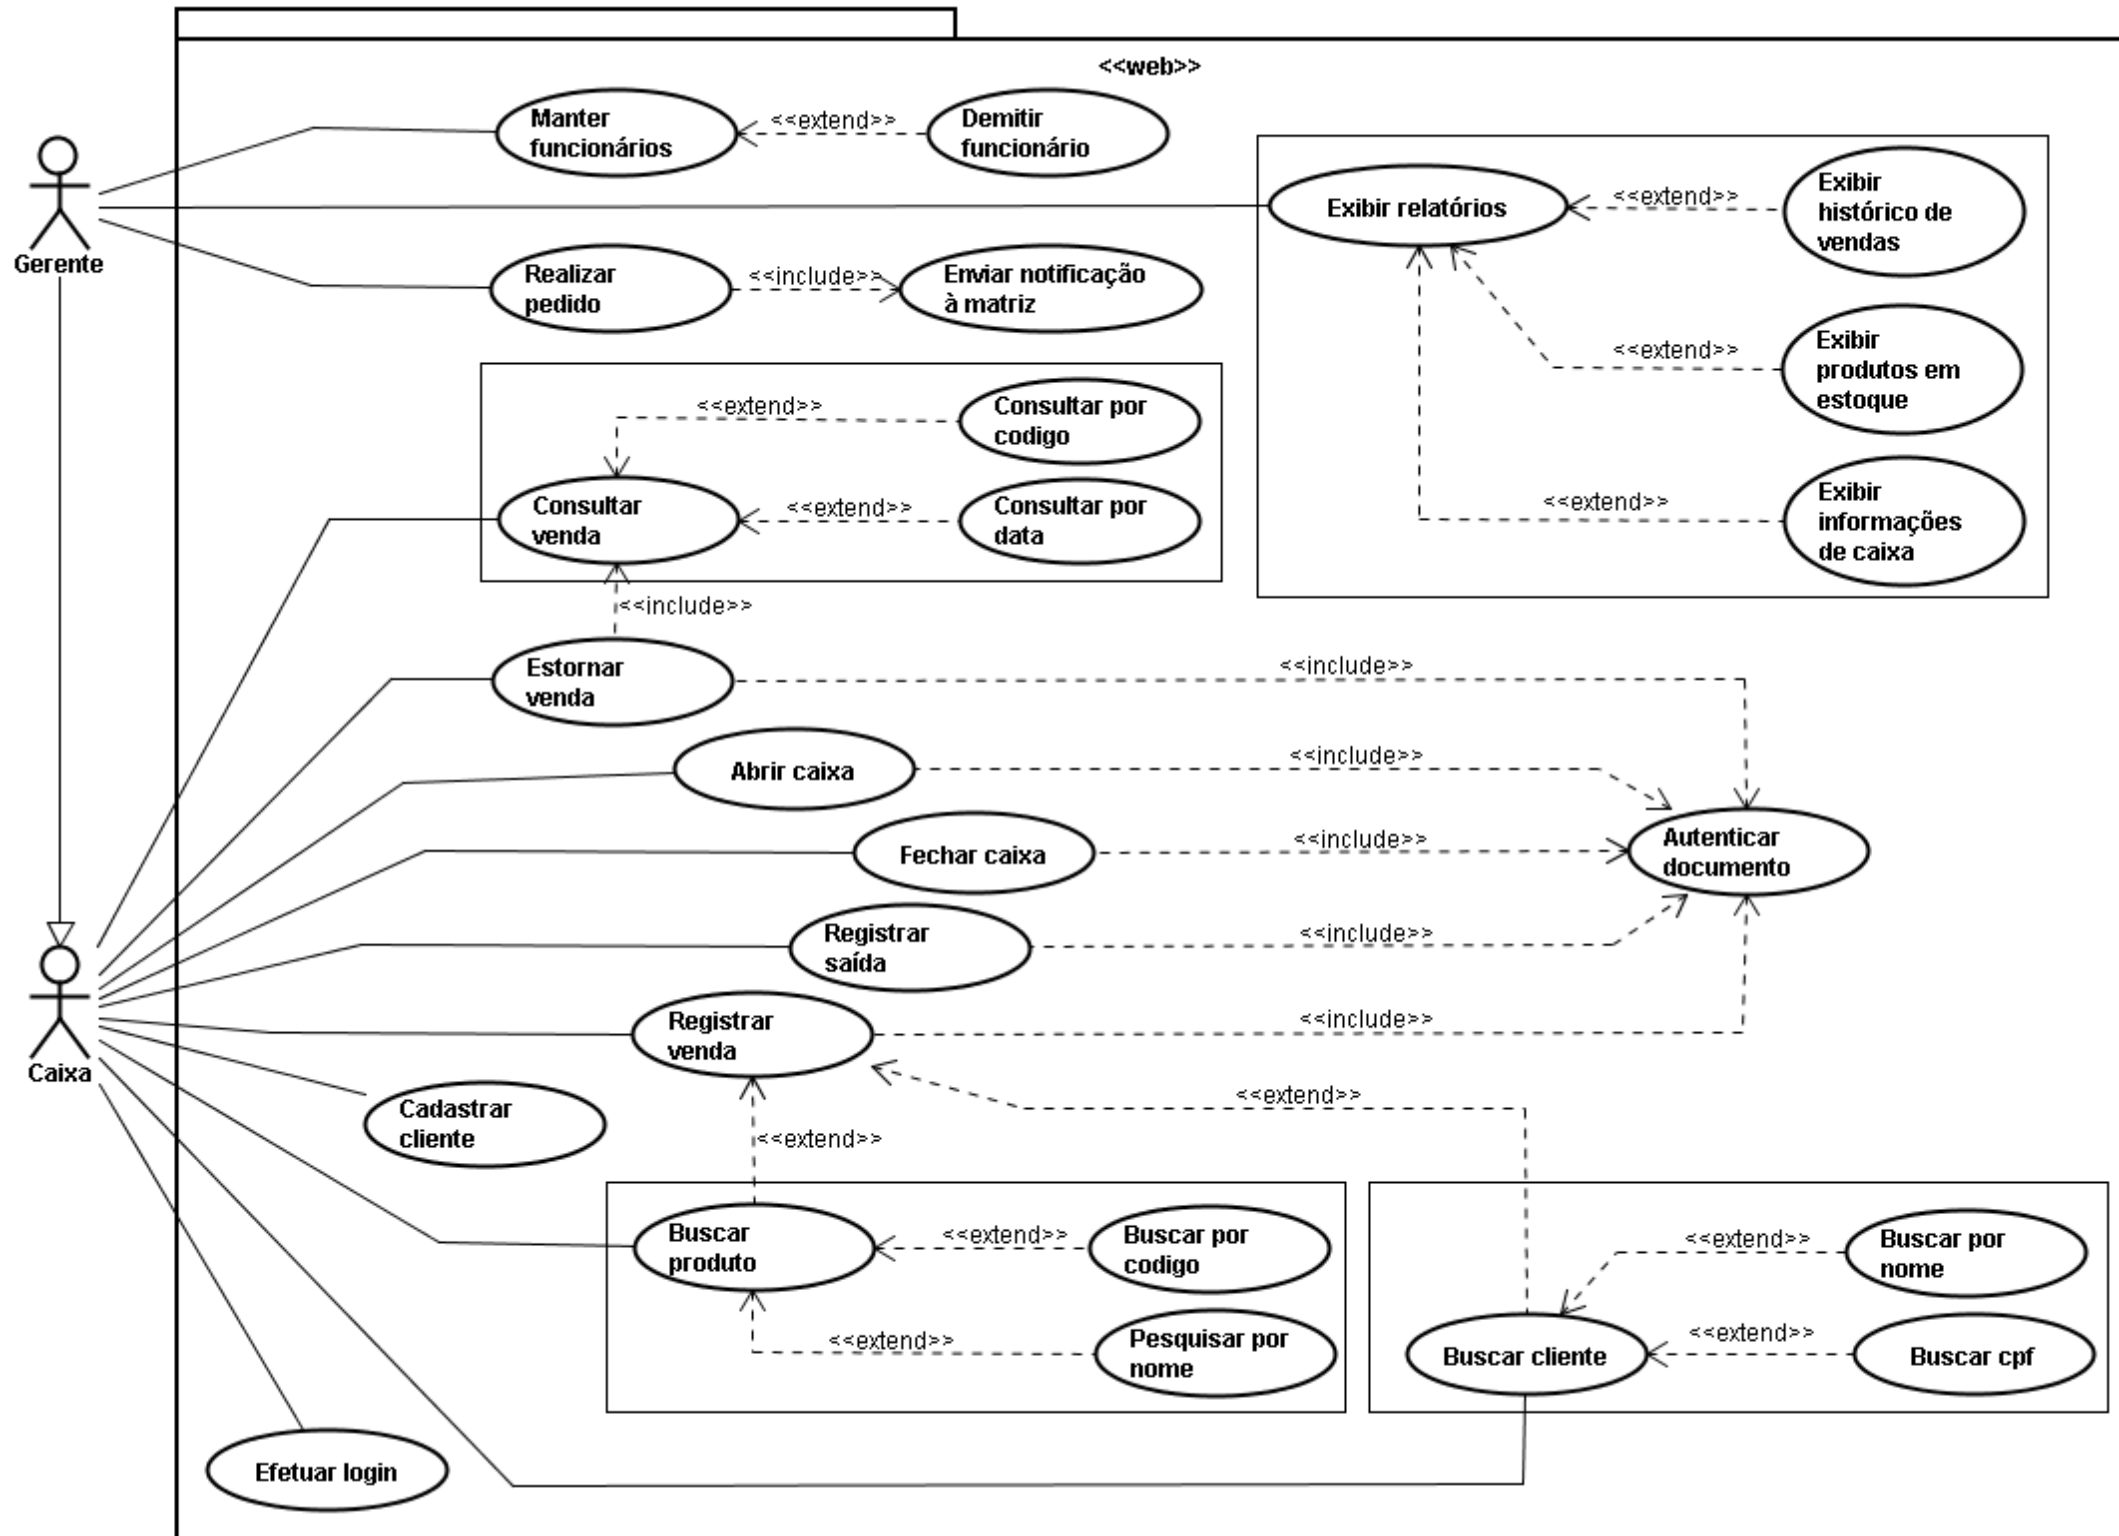 <<web>>
Manter
funcionários
<<extend>>
Demitir
funcionário
Gerente
Exibir relatórios
<<extend>>
Exibir
histórico de
vendas
Realizar
pedido
<<include>>
Enviar notificação
à matriz
<<extend>>
Exibir
produtos em
estoque
<<extend>>
Consultar por
codigo
Consultar
venda
<<extend>>
Consultar por
data
<<extend>>
Exibir
informações
de caixa
<<include>>
Estornar
venda
<<include>>
Abrir caixa
<<include>>
Fechar caixa
<<include>>
Autenticar
documento
Registrar
saída
<<include>>
Caixa
Registrar
venda
<<include>>
Cadastrar
cliente
<<extend>>
<<extend>>
Buscar
produto
<<extend>>
Buscar por
codigo
<<extend>>
Buscar por
nome
<<extend>>
Pesquisar por
nome
Buscar cliente
<<extend>>
Buscar cpf
Efetuar login